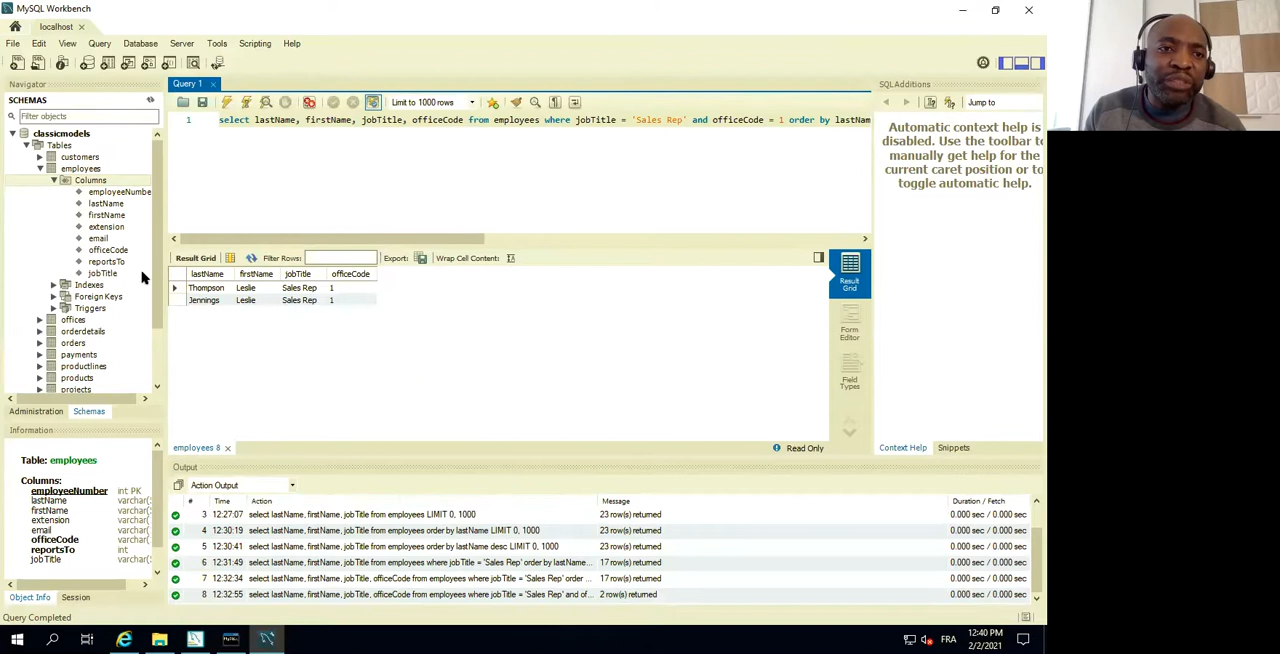 MySQL Workbench
localhost
File Edit View Query Database Server Tools Scripting Help
Navigator
SCHEMAS
Filter objects
classicmodels
Tables
customers
employees
Columns
employeeNumbe
lastName
firstName
extension
email
officeCode
reportsTo
jobTitle
Indexes
Foreign Keys
Triggers
offices
orderdetails
orders
payments
productlines
products
projects
Administration Schemas
Information
Table: employees
Columns:
employeeNumber int PK
lastName varchar(
firstName varchar(
extension varchar(
email varchar(
officeCode varchar(
reportsTo int
jobTitle varchar(
Object Info Session
Query Completed
Query 1
Limit to 1000 rows
1 select lastName, firstName, jobTitle, officeCode from employees where jobTitle = 'Sales Rep' and officeCode = 1 order by lastNam
Result Grid Filter Rows: Export: Wrap Cell Contents:
lastName firstName jobTitle officeCode
Thompson Leslie Sales Rep 1
Jennings Leslie Sales Rep 1
Result Grid
Form Editor
Field Types
employees 8 Read Only
SQLAdditions
Jump to
Automatic context help is
disabled. Use the toolbar to
manually get help for the
current caret position or to
toggle automatic help.
Context Help Snippets
Output
Action Output
# Time Action Message Duration / Fetch
3 12:27:07 select lastName, firstName, jobTitle from employees LIMIT 0, 1000 23 row(s) returned 0.000 sec / 0.000 sec
4 12:30:19 select lastName, firstName, jobTitle from employees order by lastName LIMIT 0, 1000 23 row(s) returned 0.000 sec / 0.000 sec
5 12:30:41 select lastName, firstName, jobTitle from employees order by lastName desc LIMIT 0, 1000 23 row(s) returned 0.000 sec / 0.000 sec
6 12:31:49 select lastName, firstName, jobTitle from employees where jobTitle = 'Sales Rep' order by lastName... 17 row(s) returned 0.000 sec / 0.000 sec
7 12:32:34 select lastName, firstName, jobTitle, officeCode from employees where jobTitle = 'Sales Rep' order ... 17 row(s) returned 0.000 sec / 0.000 sec
8 12:32:55 select lastName, firstName, jobTitle, officeCode from employees where jobTitle = 'Sales Rep' and of... 2 row(s) returned 0.000 sec / 0.000 sec
FRA
12:40 PM
2/2/2021